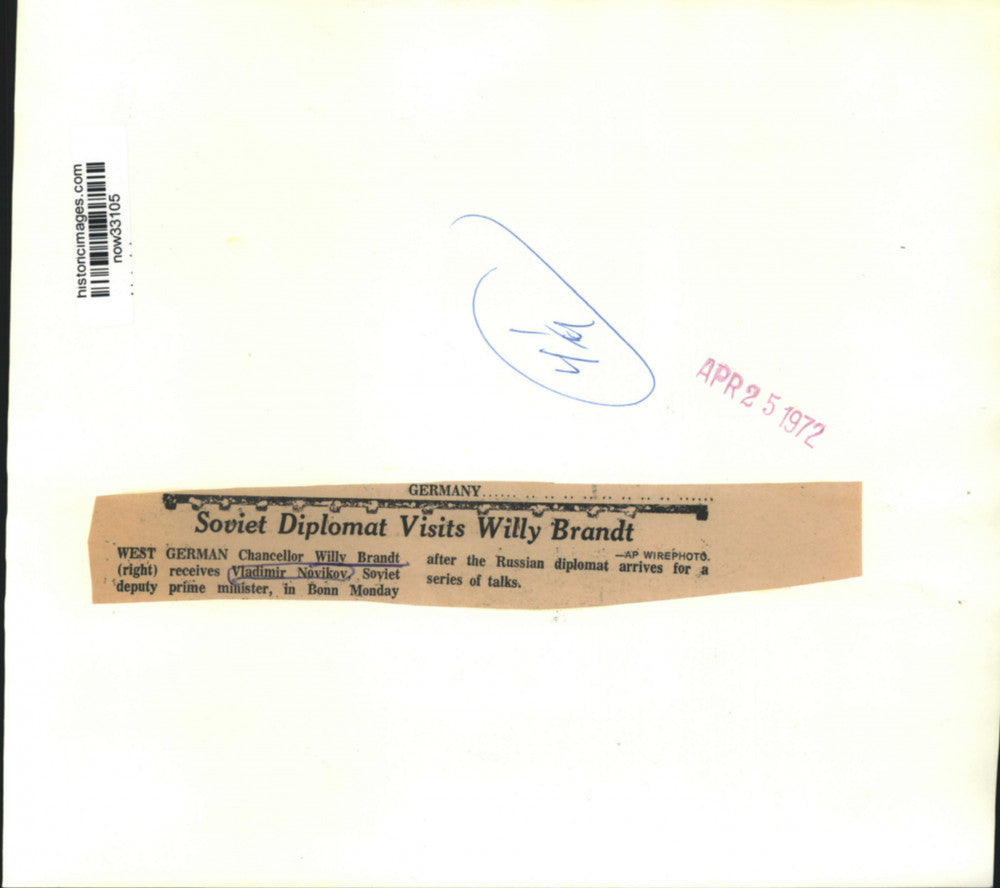 historicimages.com
now33105
APR 25 1972
GERMANY
Soviet Diplomat Visits Willy Brandt
WEST GERMAN Chancellor Willy Brandt
(right) receives Vladimir Novikov, Soviet
deputy prime minister, in Bonn Monday
—AP WIREPHOTO.
after the Russian diplomat arrives for a
series of talks.